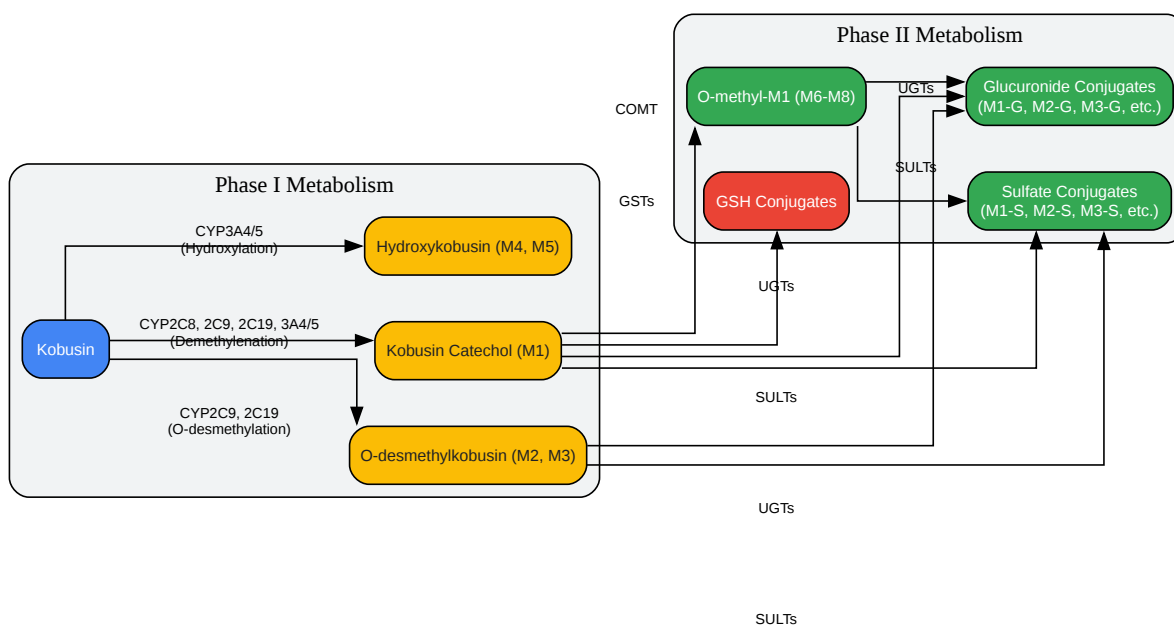 Phase II Metabolism
O-methyl-M1 (M6-M8)
UGTs
Glucuronide Conjugates
(M1-G, M2-G, M3-G, etc.)
COMT
SULTs
GSTs
GSH Conjugates
Sulfate Conjugates
(M1-S, M2-S, M3-S, etc.)
Phase I Metabolism
CYP3A4/5
(Hydroxylation)
Hydroxykobusin (M4, M5)
UGTs
Kobusin
CYP2C8, 2C9, 2C19, 3A4/5
(Demethylenation)
Kobusin Catechol (M1)
SULTs
CYP2C9, 2C19
(O-desmethylation)
O-desmethylkobusin (M2, M3)
UGTs
SULTs